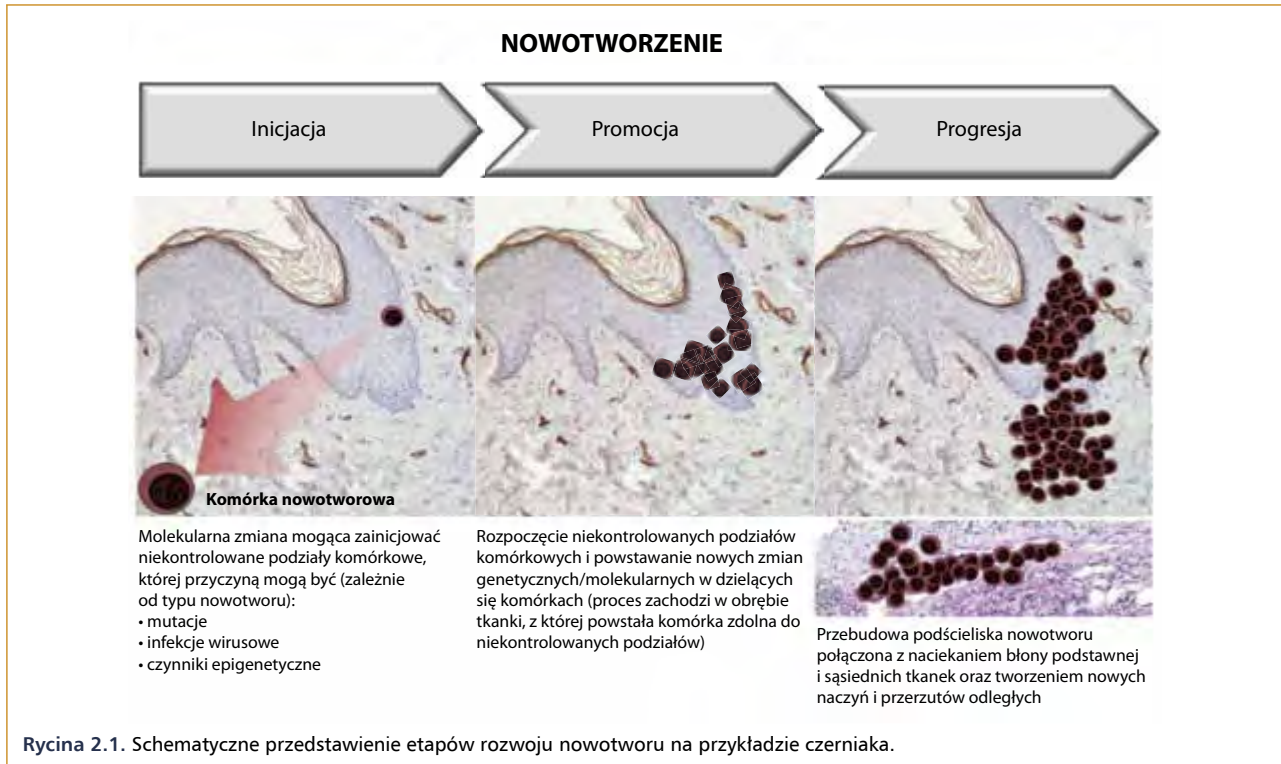 NOWOTWORZENIE
Inicjacja
Promocja
Progresja
Komórka nowotworowa
Molekularna zmiana mogąca zainicjować
niekontrolowane podziały komórkowe,
której przyczyną mogą być (zależnie
od typu nowotworu):
• mutacje
• infekcje wirusowe
• czynniki epigenetyczne
Rozpoczęcie niekontrolowanych podziałów
komórkowych i powstawanie nowych zmian
genetycznych/molekularnych w dzielących
się komórkach (proces zachodzi w obrębie
tkanki, z której powstała komórka zdolna do
niekontrolowanych podziałów)
Przebudowa podścieliska nowotworu
połączona z naciekaniem błony podstawnej
i sąsiednich tkanek oraz tworzeniem nowych
naczyń i przerzutów odległych
Rycina 2.1. Schematyczne przedstawienie etapów rozwoju nowotworu na przykładzie czerniaka.